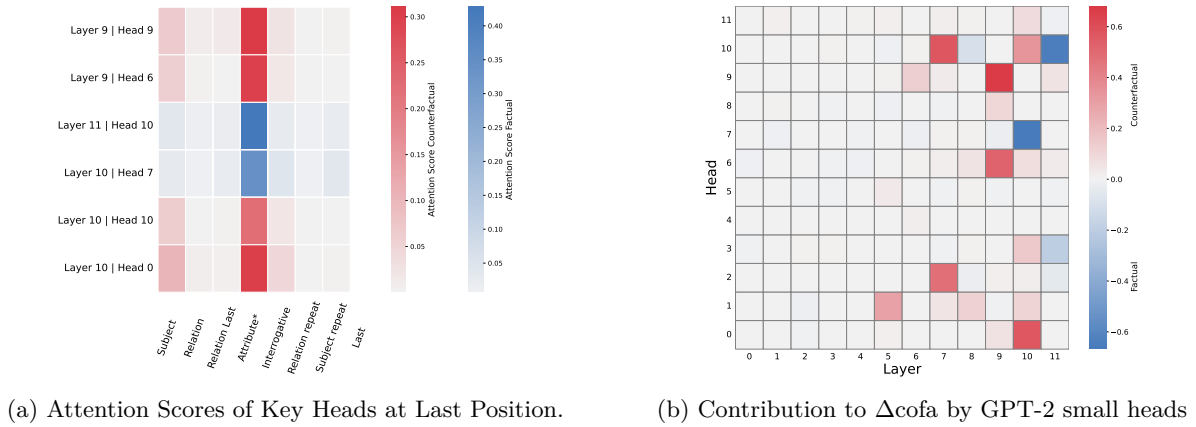 Layer 9 | Head 9
Layer 9 | Head 6
Layer 11 | Head 10
Layer 10 | Head 7
Layer 10 | Head 10
Layer 10 | Head 0
Subject
Relation
Relation Last
Attribute*
Interrogative
Relation repeat
Subject repeat
Last
0.30
0.25
0.20
0.15
0.10
0.05
Attention Score Counterfactual
0.40
0.35
0.30
0.25
0.20
0.15
0.10
0.05
Attention Score Factual
(a) Attention Scores of Key Heads at Last Position.
Head
11
10
9
8
7
6
5
4
3
2
1
0
0 1 2 3 4 5 6 7 8 9 10 11
Layer
0.6
0.4
0.2
0.0
−0.2
−0.4
−0.6
Counterfactual
Factual
(b) Contribution to Δcofa by GPT-2 small heads